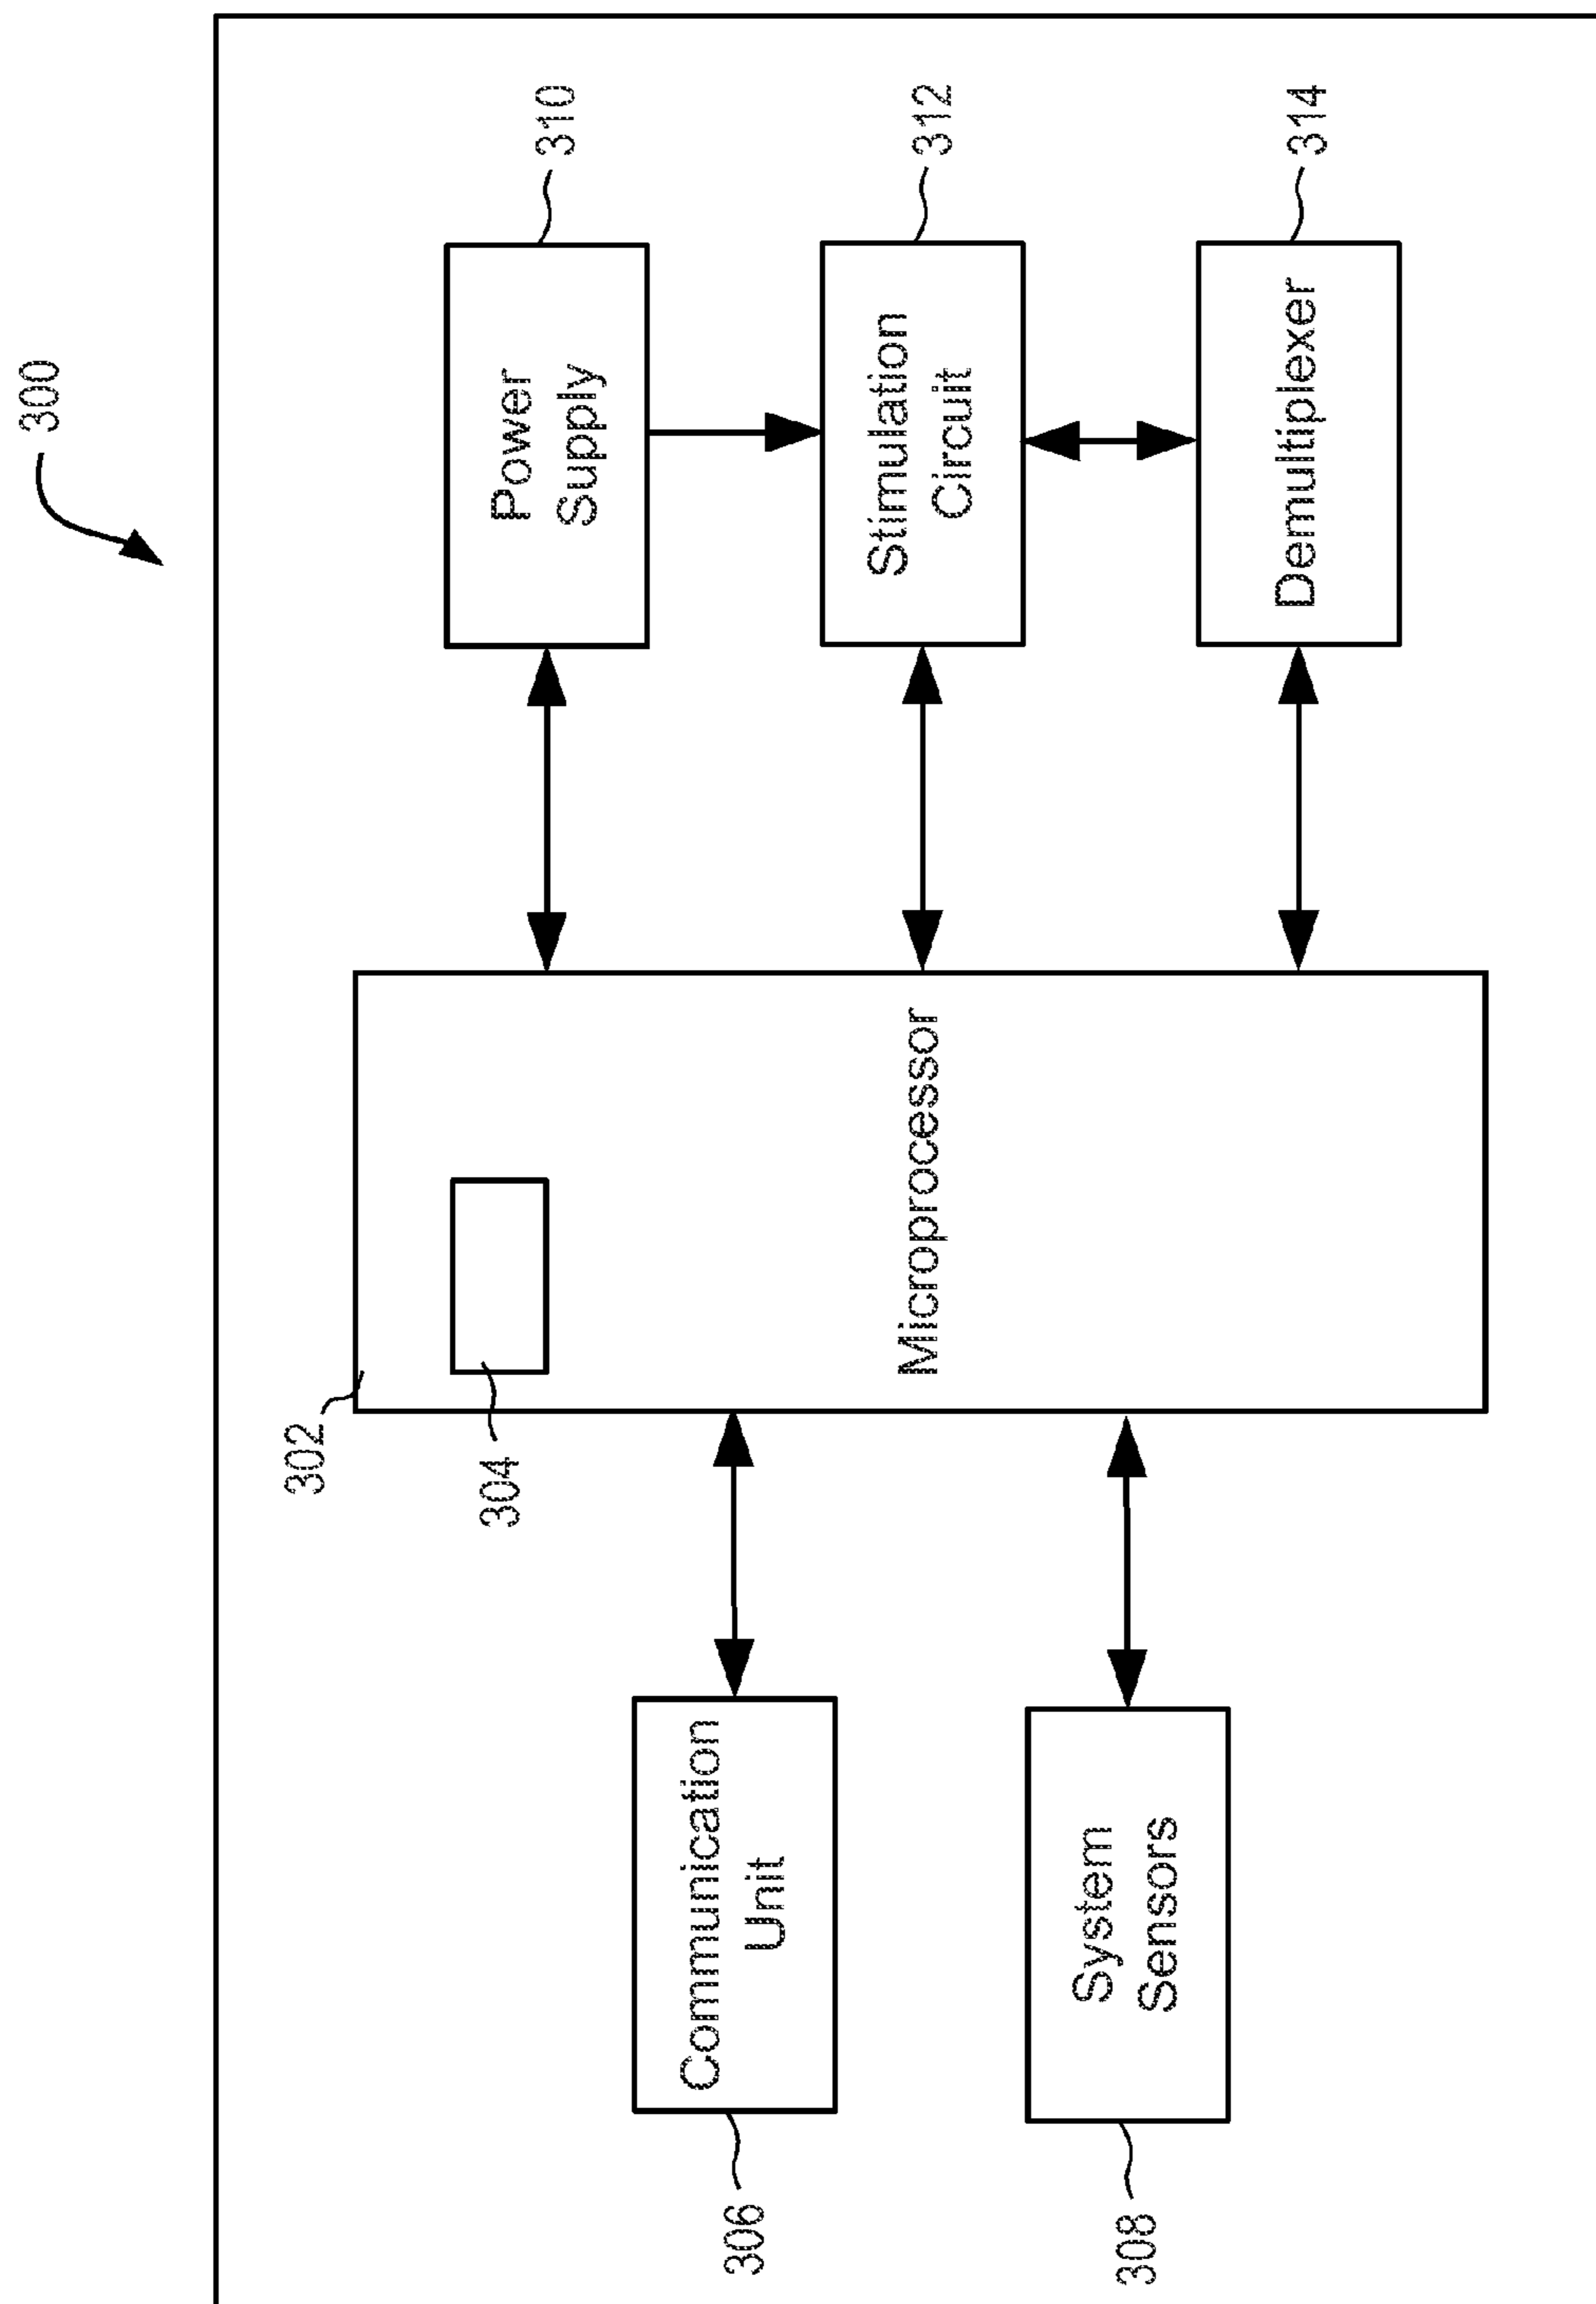 300
302
304
Microprocessor
306
Communication
Unit
308
System
Sensors
310
Power
Supply
312
Stimulation
Circuit
314
Demultiplexer